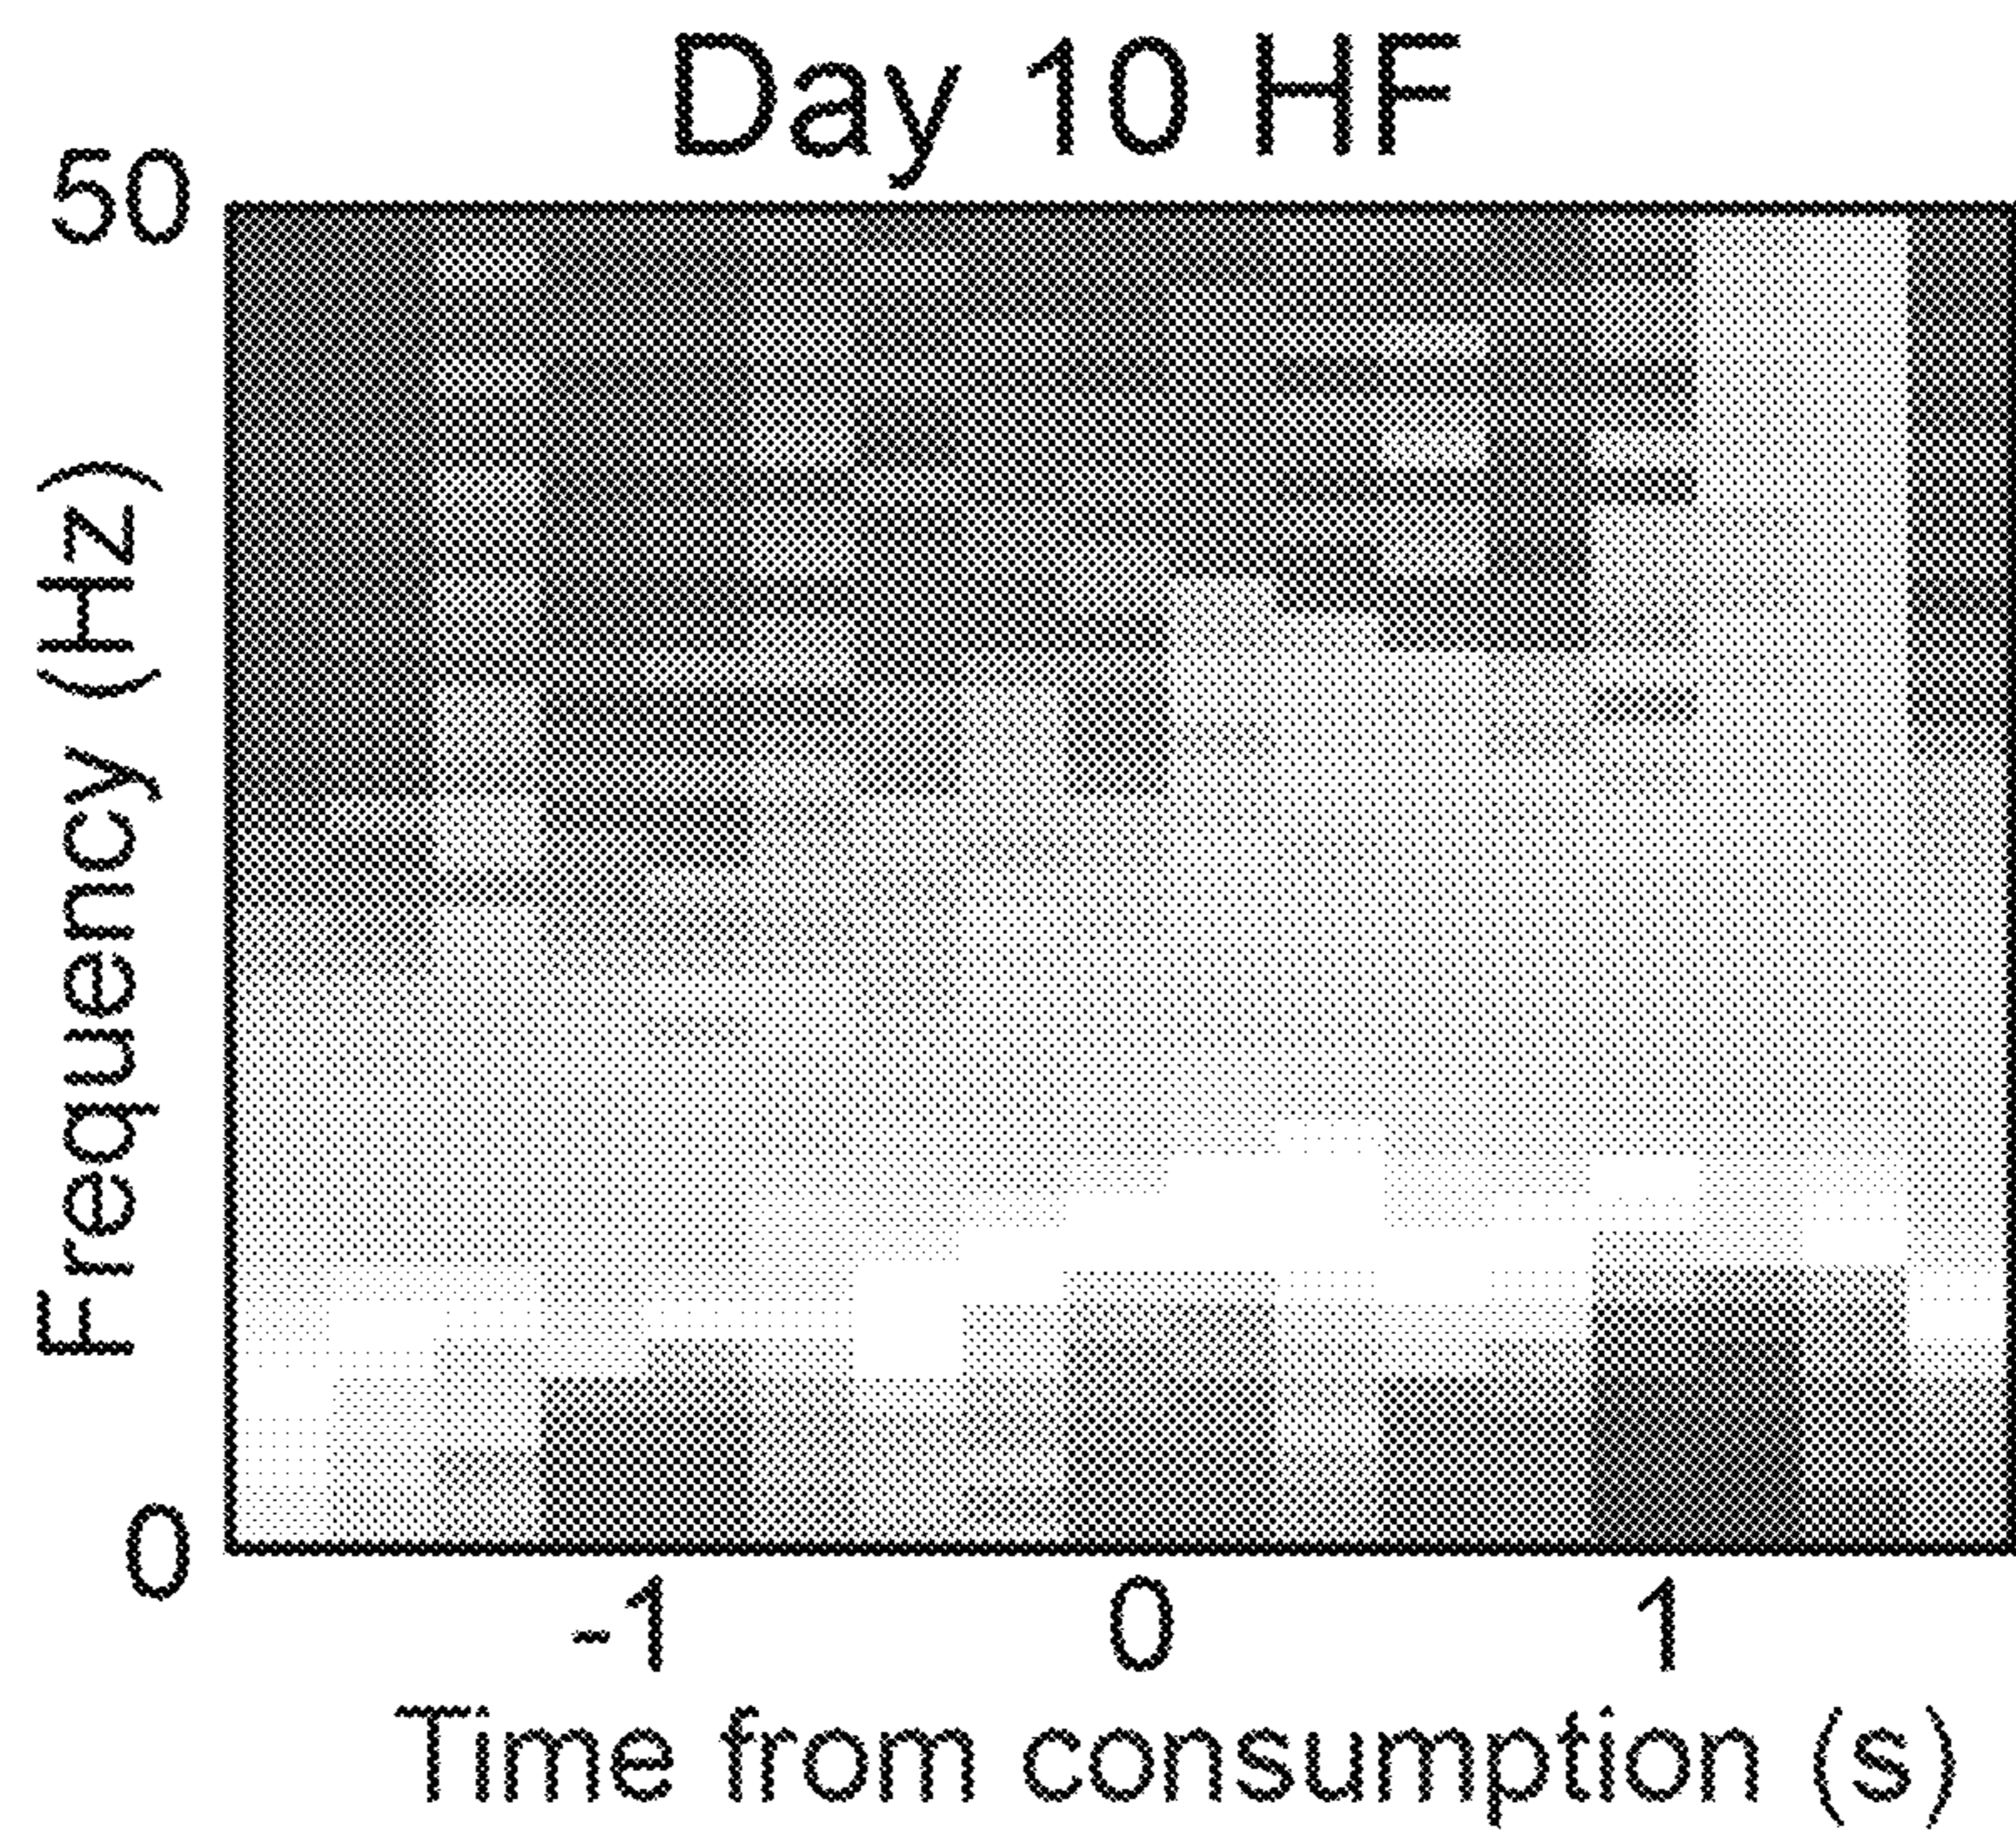 Day 10 HF
50
Frequency (Hz)
0
-1 0 1
Time from consumption (s)